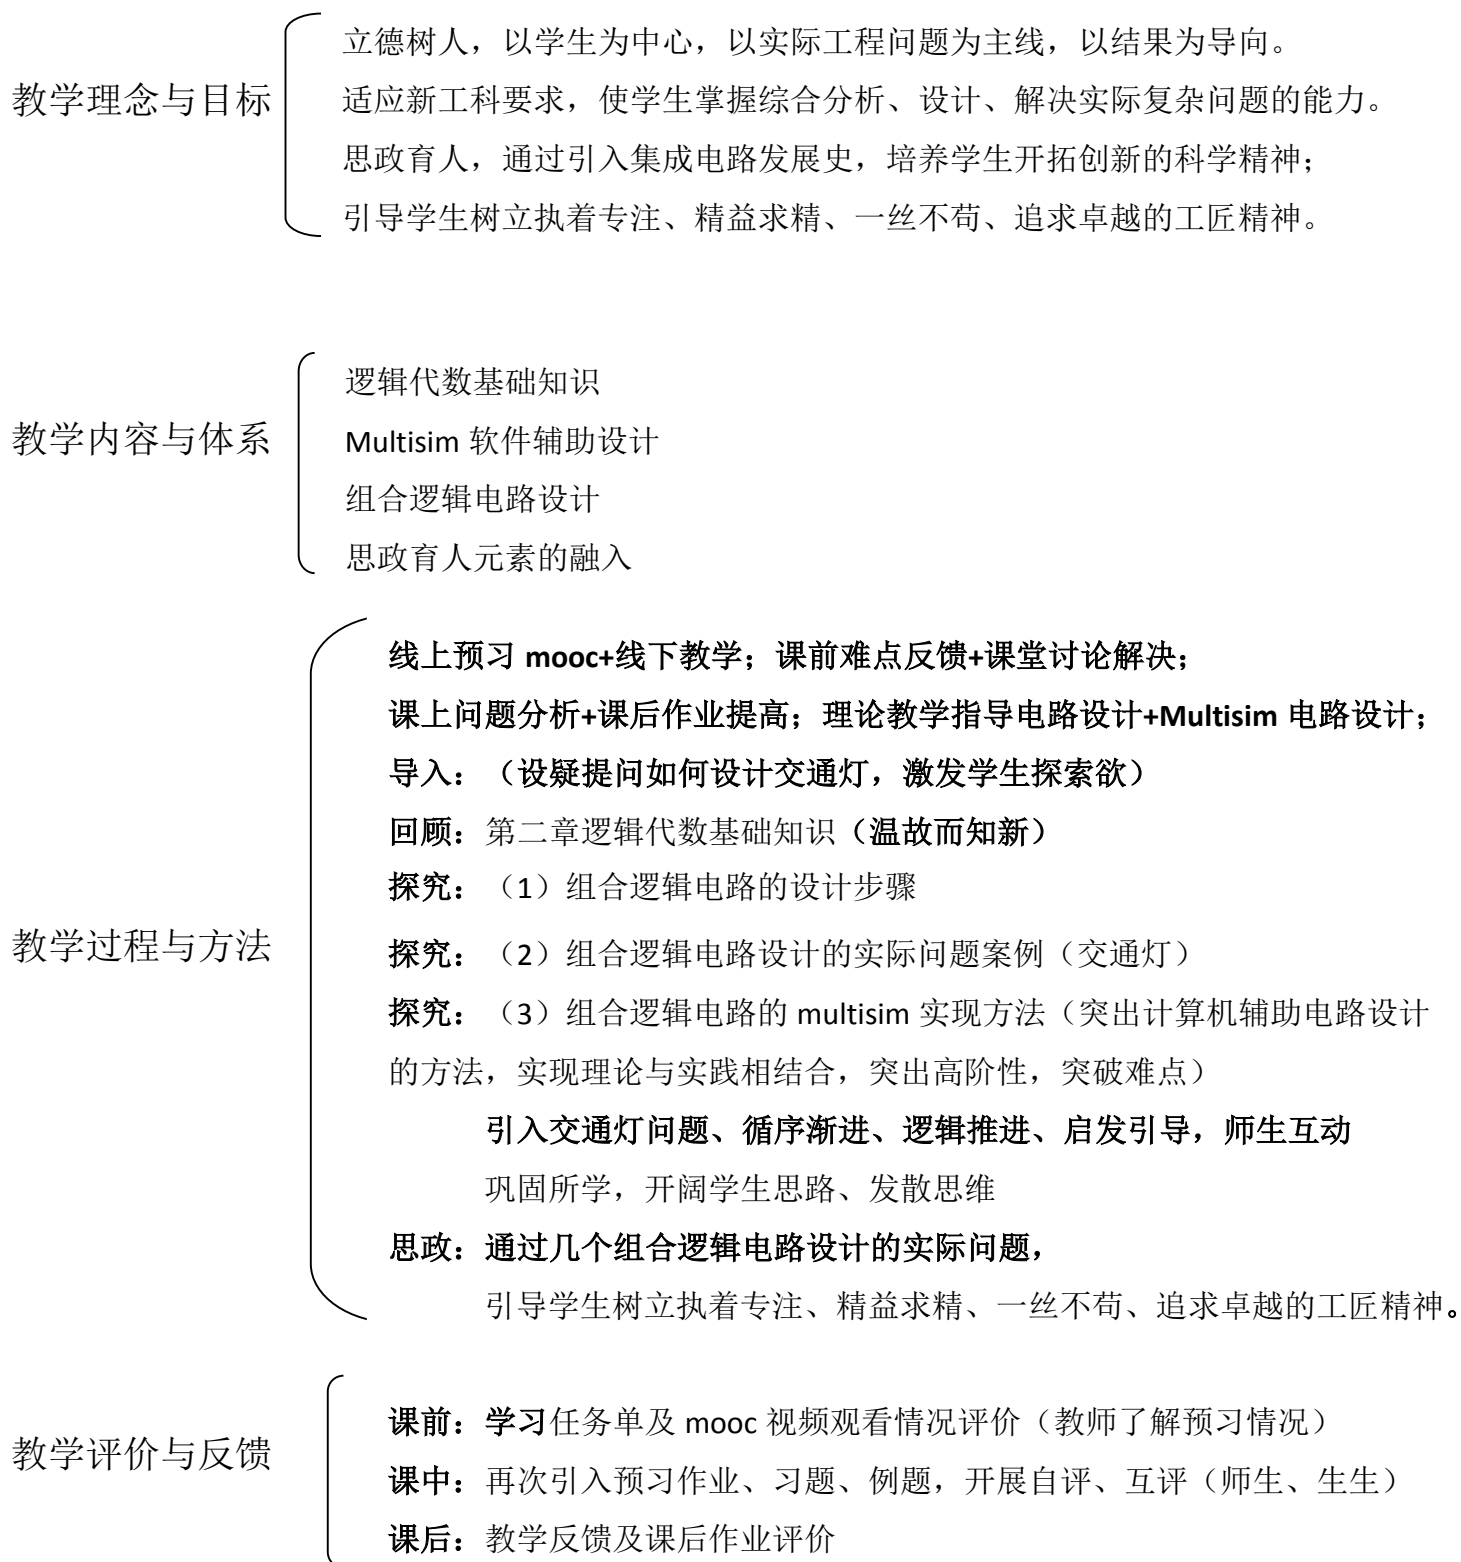 立德树人，以学生为中心，以实际工程问题为主线，以结果为导向。
教学理念与目标
适应新工科要求，使学生掌握综合分析、设计、解决实际复杂问题的能力。
思政育人，通过引入集成电路发展史，培养学生开拓创新的科学精神；
引导学生树立执着专注、精益求精、一丝不苟、追求卓越的工匠精神。
逻辑代数基础知识
教学内容与体系
Multisim 软件辅助设计
组合逻辑电路设计
思政育人元素的融入
线上预习 mooc+线下教学；课前难点反馈+课堂讨论解决；
课上问题分析+课后作业提高；理论教学指导电路设计+Multisim 电路设计；
导入：（设疑提问如何设计交通灯，激发学生探索欲）
回顾：第二章逻辑代数基础知识（温故而知新）
探究：（1）组合逻辑电路的设计步骤
教学过程与方法
探究：（2）组合逻辑电路设计的实际问题案例（交通灯）
探究：（3）组合逻辑电路的 multisim 实现方法（突出计算机辅助电路设计
的方法，实现理论与实践相结合，突出高阶性，突破难点）
引入交通灯问题、循序渐进、逻辑推进、启发引导，师生互动
巩固所学，开阔学生思路、发散思维
思政：通过几个组合逻辑电路设计的实际问题，
引导学生树立执着专注、精益求精、一丝不苟、追求卓越的工匠精神。
课前：学习任务单及 mooc 视频观看情况评价（教师了解预习情况）
教学评价与反馈
课中：再次引入预习作业、习题、例题，开展自评、互评（师生、生生）
课后：教学反馈及课后作业评价